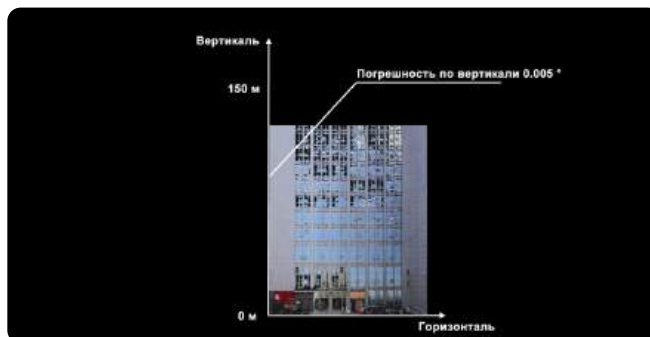 Вертикаль
Погрешность по вертикали 0.005 °
150 м
0 м
Горизонталь